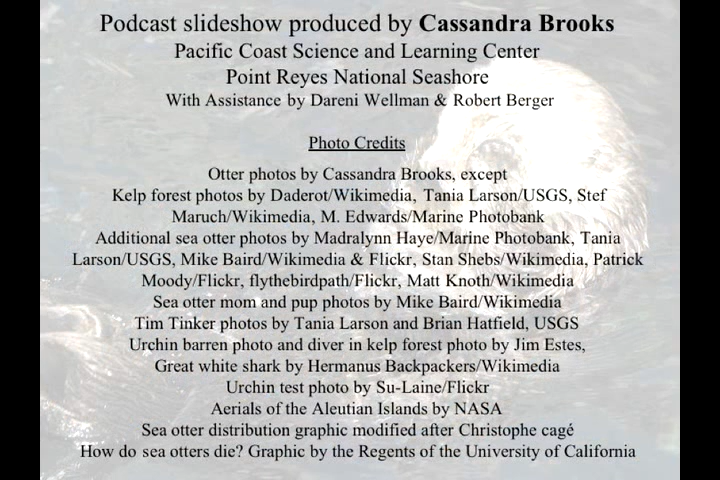 Podcast slideshow produced by Cassandra Brooks
Pacific Coast Science and Learning Center
Point Reyes National Seashore
With Assistance by Dareni Wellman & Robert Berger
Photo Credits
Otter photos by Cassandra Brooks, except
Kelp forest photos by Daderot/Wikimedia, Tania Larson/USGS, Stef
Maruch/Wikimedia, M. Edwards/Marine Photobank
Additional sea otter photos by Madralynn Haye/Marine Photobank, Tania
Larson/USGS, Mike Baird/Wikimedia & Flickr, Stan Shebs/Wikimedia, Patrick
Moody/Flickr, flythebirdpath/Flickr, Matt Knoth/Wikimedia
Sea otter mom and pup photos by Mike Baird/Wikimedia
Tim Tinker photos by Tania Larson and Brian Hatfield, USGS
Urchin barren photo and diver in kelp forest photo by Jim Estes,
Great white shark by Hermanus Backpackers/Wikimedia
Urchin test photo by Su-Laine/Flickr
Aerials of the Aleutian Islands by NASA
Sea otter distribution graphic modified after Christophe cagé
How do sea otters die? Graphic by the Regents of the University of California